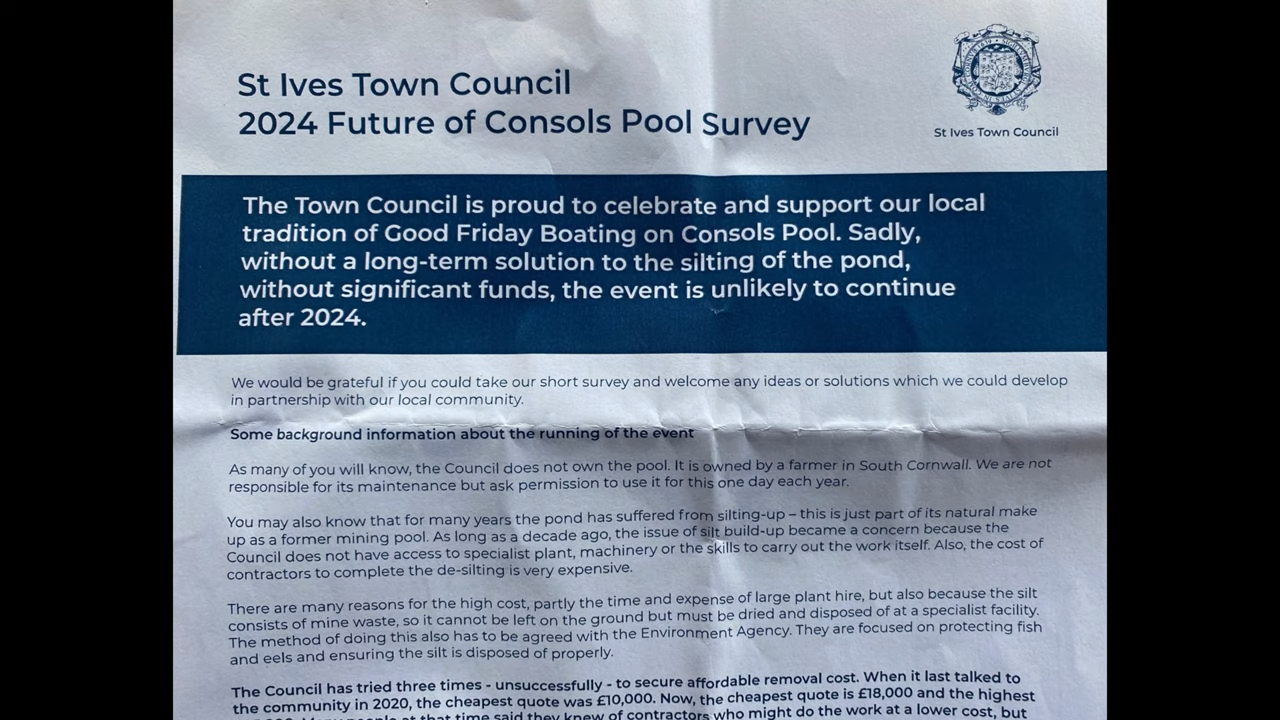 St Ives Town Council
2024 Future of Consols Pool Survey
St Ives Town Council
The Town Council is proud to celebrate and support our local
tradition of Good Friday Boating on Consols Pool. Sadly,
without a long-term solution to the silting of the pond,
without significant funds, the event is unlikely to continue
after 2024.
We would be grateful if you could take our short survey and welcome any ideas or solutions which we could develop
in partnership with our local community.
Some background information about the running of the event
As many of you will know, the Council does not own the pool. It is owned by a farmer in South Cornwall. We are not
responsible for its maintenance but ask permission to use it for this one day each year.
You may also know that for many years the pond has suffered from silting-up – this is just part of its natural make
up as a former mining pool. As long as a decade ago, the issue of silt build-up became a concern because the
Council does not have access to specialist plant, machinery or the skills to carry out the work itself. Also, the cost of
contractors to complete the de-silting is very expensive.
There are many reasons for the high cost, partly the time and expense of large plant hire, but also because the silt
consists of mine waste, so it cannot be left on the ground but must be dried and disposed of at a specialist facility.
The method of doing this also has to be agreed with the Environment Agency. They are focused on protecting fish
and eels and ensuring the silt is disposed of properly.
The Council has tried three times - unsuccessfully - to secure affordable removal cost. When it last talked to
the community in 2020, the cheapest quote was £10,000. Now, the cheapest quote is £18,000 and the highest
Many people at that time said they knew of contractors who might do the work at a lower cost, but